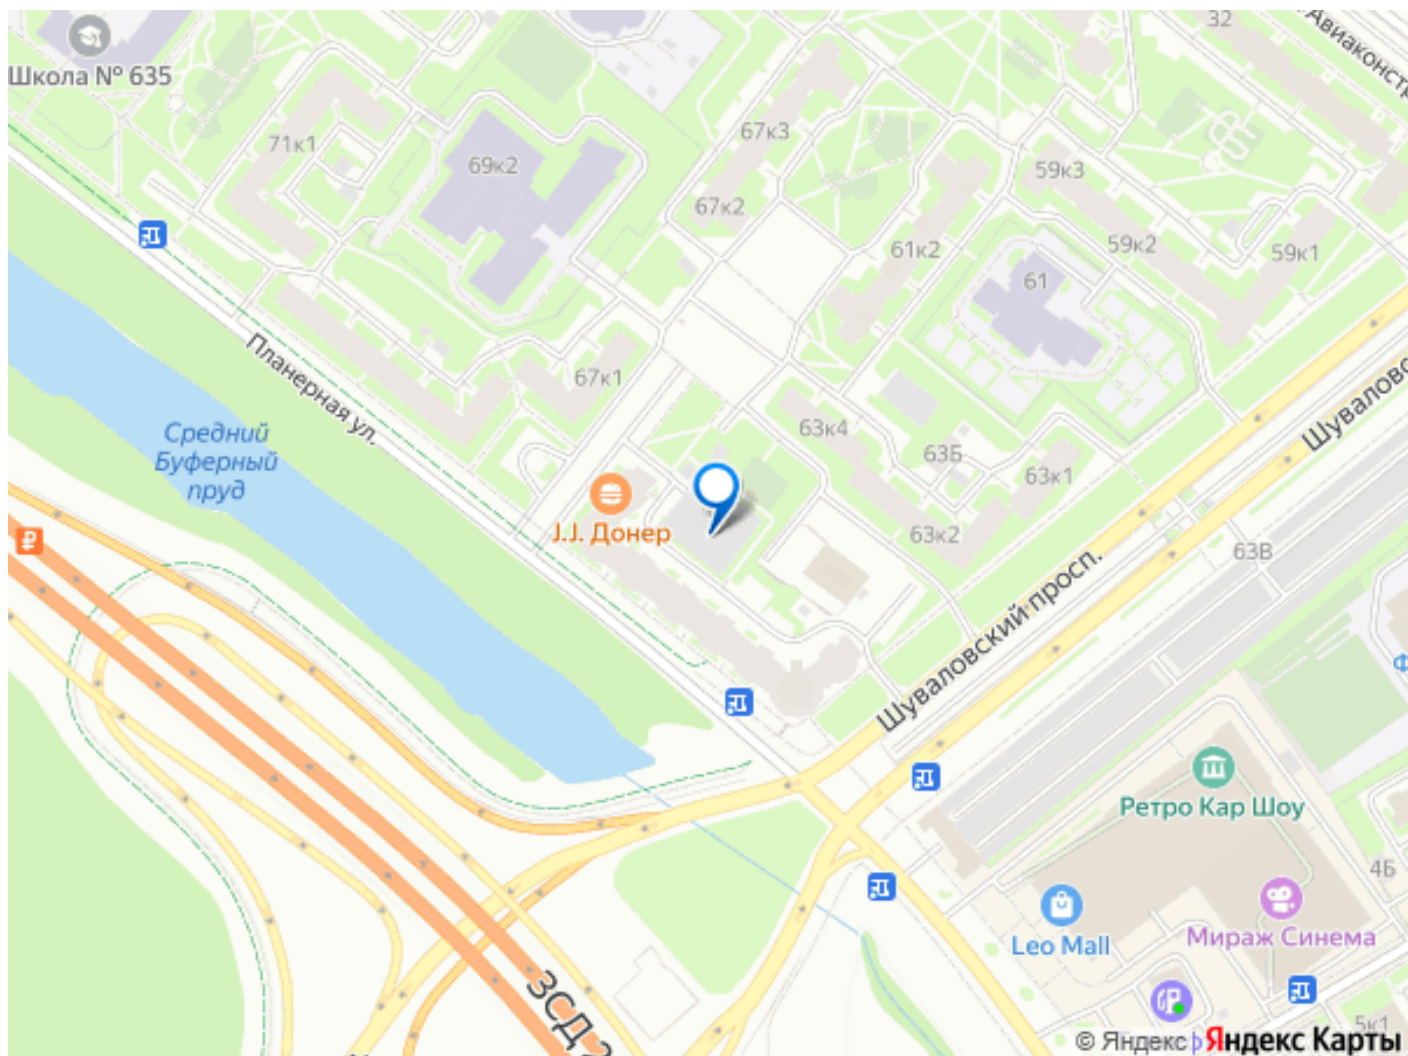 32
Авиаконстр
Школа № 635
67к3
71к1
69к2
59к3
67к2
59к2
61к2
59к1
61
Планерная ул.
67к1
Шуваловс
Средний
Буферный
пруд
63к4
63Б
63к1
J.J. Донер
63к2
63В
Шуваловский просп.
Ф
Ретро Кар Шоу
4Б
Leo Mall
Мираж Синема
ЗСД
5к1
© Яндекс Яндекс Карты